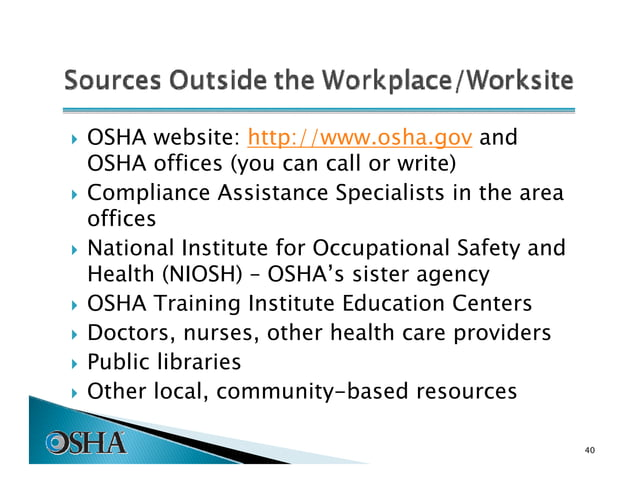 Sources Outside the Workplace/Worksite
OSHA website: http://www.osha.gov and
OSHA offices (you can call or write)
Compliance Assistance Specialists in the area
offices
National Institute for Occupational Safety and
Health (NIOSH) – OSHA’s sister agency
OSHA Training Institute Education Centers
Doctors, nurses, other health care providers
Public libraries
Other local, community-based resources
OSHA
40